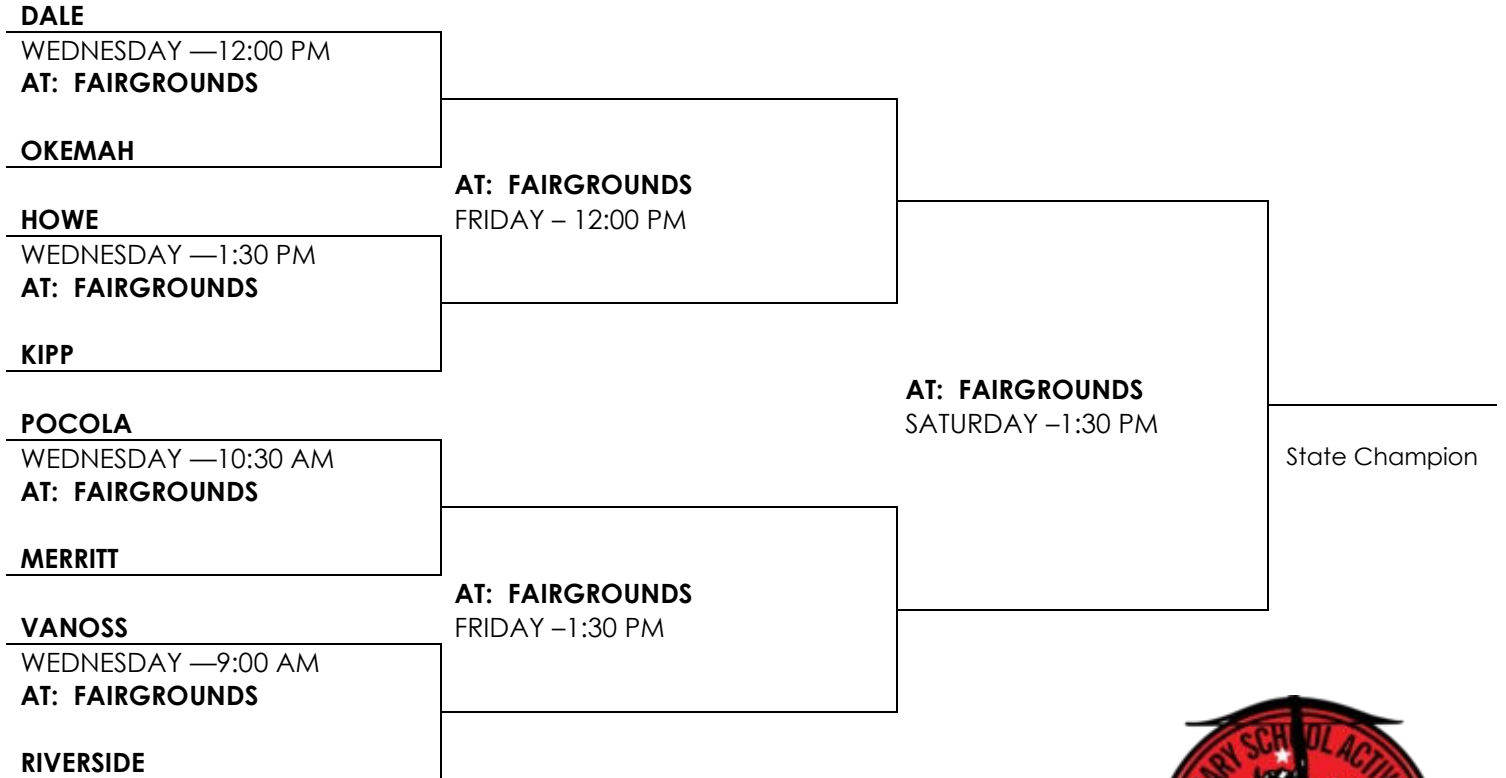 DALE
WEDNESDAY —12:00 PM
AT: FAIRGROUNDS
OKEMAH
AT: FAIRGROUNDS
FRIDAY – 12:00 PM
HOWE
WEDNESDAY —1:30 PM
AT: FAIRGROUNDS
KIPP
AT: FAIRGROUNDS
SATURDAY –1:30 PM
State Champion
POCOLA
WEDNESDAY —10:30 AM
AT: FAIRGROUNDS
MERRITT
AT: FAIRGROUNDS
FRIDAY –1:30 PM
VANOSS
WEDNESDAY —9:00 AM
AT: FAIRGROUNDS
RIVERSIDE
SCHOOL